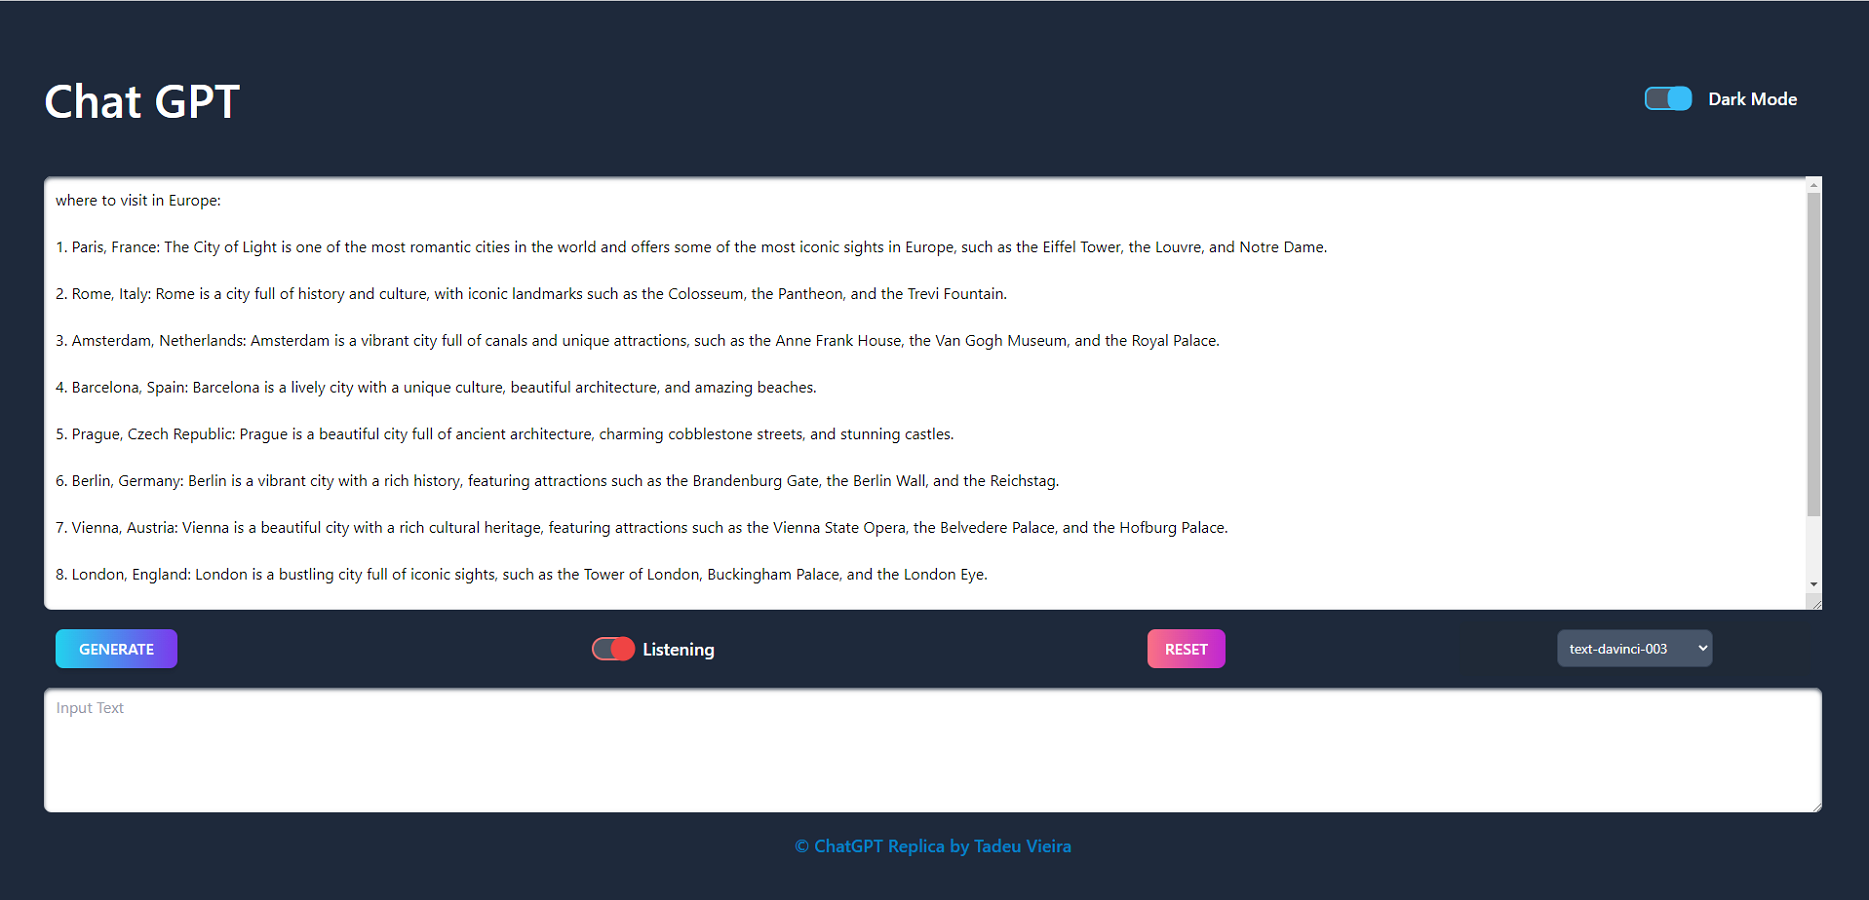 Chat GPT
Dark Mode
where to visit in Europe:
1. Paris, France: The City of Light is one of the most romantic cities in the world and offers some of the most iconic sights in Europe, such as the Eiffel Tower, the Louvre, and Notre Dame.
2. Rome, Italy: Rome is a city full of history and culture, with iconic landmarks such as the Colosseum, the Pantheon, and the Trevi Fountain.
3. Amsterdam, Netherlands: Amsterdam is a vibrant city full of canals and unique attractions, such as the Anne Frank House, the Van Gogh Museum, and the Royal Palace.
4. Barcelona, Spain: Barcelona is a lively city with a unique culture, beautiful architecture, and amazing beaches.
5. Prague, Czech Republic: Prague is a beautiful city full of ancient architecture, charming cobblestone streets, and stunning castles.
6. Berlin, Germany: Berlin is a vibrant city with a rich history, featuring attractions such as the Brandenburg Gate, the Berlin Wall, and the Reichstag.
7. Vienna, Austria: Vienna is a beautiful city with a rich cultural heritage, featuring attractions such as the Vienna State Opera, the Belvedere Palace, and the Hofburg Palace.
8. London, England: London is a bustling city full of iconic sights, such as the Tower of London, Buckingham Palace, and the London Eye.
GENERATE
Listening
RESET
text-davinci-003
Input Text
© ChatGPT Replica by Tadeu Vieira